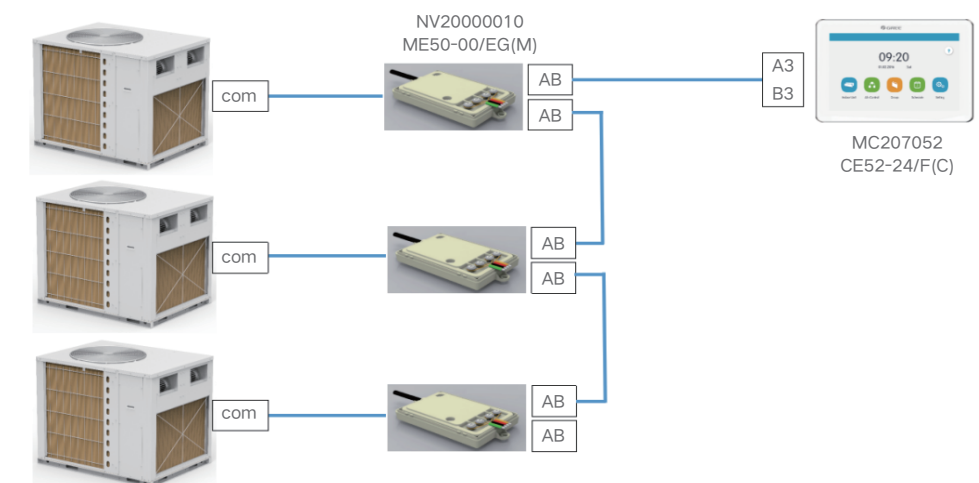 NV20000010
ME50-00/EG(M)
com
AB
AB
A3
B3
09:20
MC207052
CE52-24/F(C)
com
AB
AB
com
AB
AB